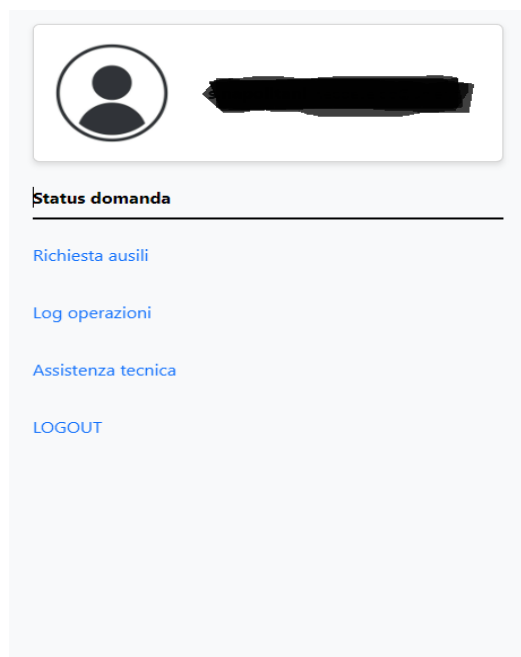 Status domanda
Richiesta ausili
Log operazioni
Assistenza tecnica
LOGOUT